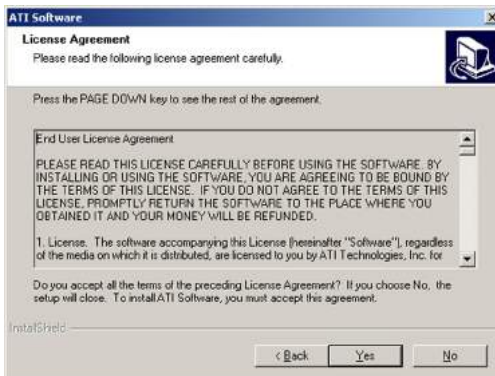 ATI Software
License Agreement
Please read the following license agreement carefully.
Press the PAGE DOWN key to see the rest of the agreement.
End User License Agreement
PLEASE READ THIS LICENSE CAREFULLY BEFORE USING THE SOFTWARE. BY
INSTALLING OR USING THE SOFTWARE, YOU ARE AGREEING TO BE BOUND BY
THE TERMS OF THIS LICENSE. IF YOU DO NOT AGREE TO THE TERMS OF THIS
LICENSE, PROMPTLY RETURN THE SOFTWARE TO THE PLACE WHERE YOU
OBTAINED IT AND YOUR MONEY WILL BE REFUNDED.
1. License. The software accompanying this License (hereinafter "Software"), regardless
of the media on which it is distributed, are licensed to you by ATI Technologies, Inc. for
Do you accept all the terms of the preceding License Agreement? If you choose No, the
setup will close. To install ATI Software, you must accept this agreement.
InstallShield
< Back Yes No